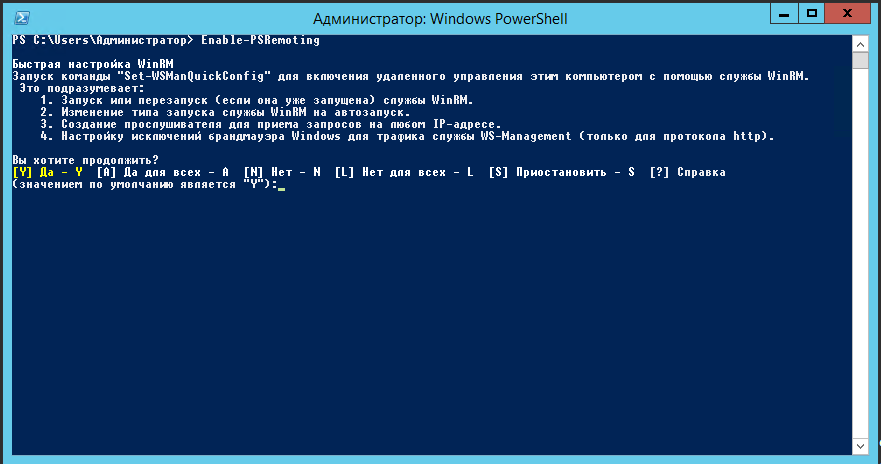 Администратор: Windows PowerShell
PS C:\Users\Администратор> Enable-PSRemoting
Быстрая настройка WinRM
Запуск команды "Set-WSManQuickConfig" для включения удаленного управления этим компьютером с помощью службы WinRM.
Это подразумевает:
1. Запуск или перезапуск (если она уже запущена) службы WinRM.
2. Изменение типа запуска службы WinRM на автозапуск.
3. Создание прослушивателя для приема запросов на любом IP-адресе.
4. Настройку исключений брандмауэра Windows для трафика службы WS-Management (только для протокола http).
Вы хотите продолжить?
[Y] Да - Y  [A] Да для всех - A  [N] Нет - N  [L] Нет для всех - L  [S] Приостановить - S  [?] Справка
(значением по умолчанию является "Y"):